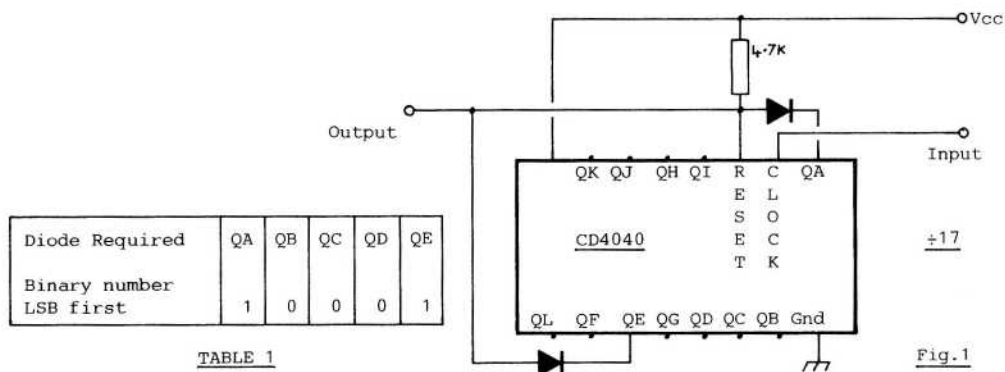 Vcc
4.7K
Output
Input
QK QJ QH QI RESET CLOCK QA
CD4040
÷17
QL QF QE QG QD QC QB Gnd
Fig.1
Diode Required QA QB QC QD QE
Binary number
LSB first 1 0 0 0 1
TABLE 1